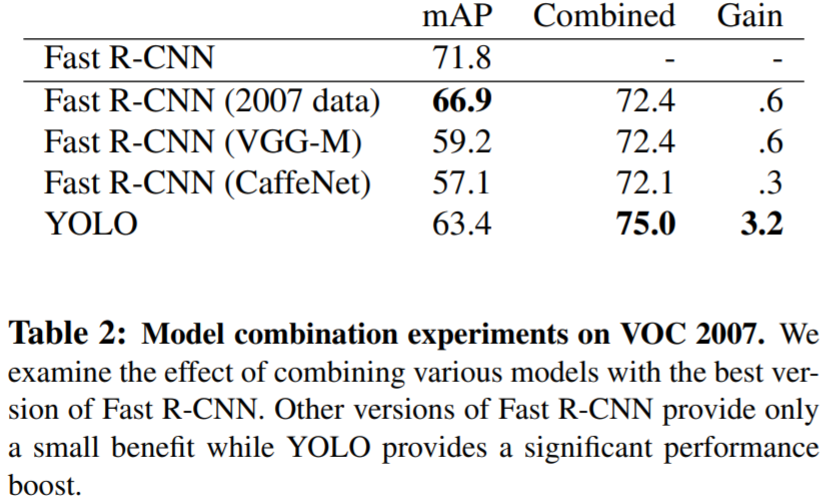 mAP Combined Gain
Fast R-CNN 71.8 - -
Fast R-CNN (2007 data) 66.9 72.4 .6
Fast R-CNN (VGG-M) 59.2 72.4 .6
Fast R-CNN (CaffeNet) 57.1 72.1 .3
YOLO 63.4 75.0 3.2
Table 2: Model combination experiments on VOC 2007. We
examine the effect of combining various models with the best ver-
sion of Fast R-CNN. Other versions of Fast R-CNN provide only
a small benefit while YOLO provides a significant performance
boost.